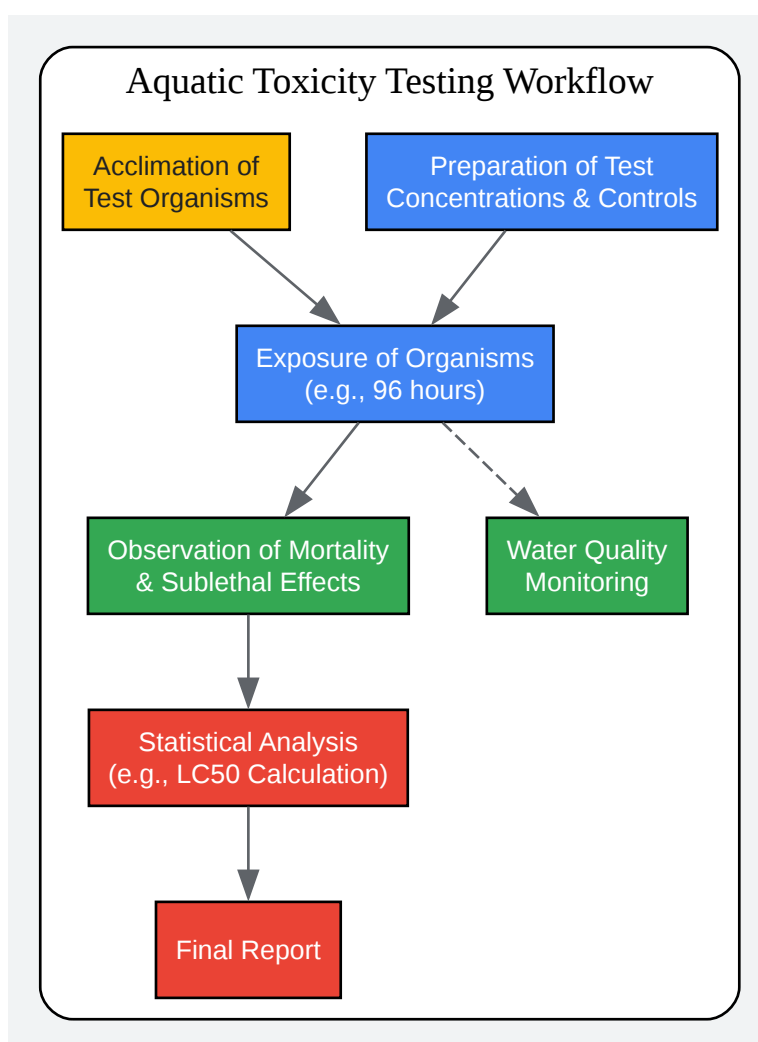 Aquatic Toxicity Testing Workflow
Acclimation of
Test Organisms
Preparation of Test
Concentrations & Controls
Exposure of Organisms
(e.g., 96 hours)
Observation of Mortality
& Sublethal Effects
Water Quality
Monitoring
Statistical Analysis
(e.g., LC50 Calculation)
Final Report